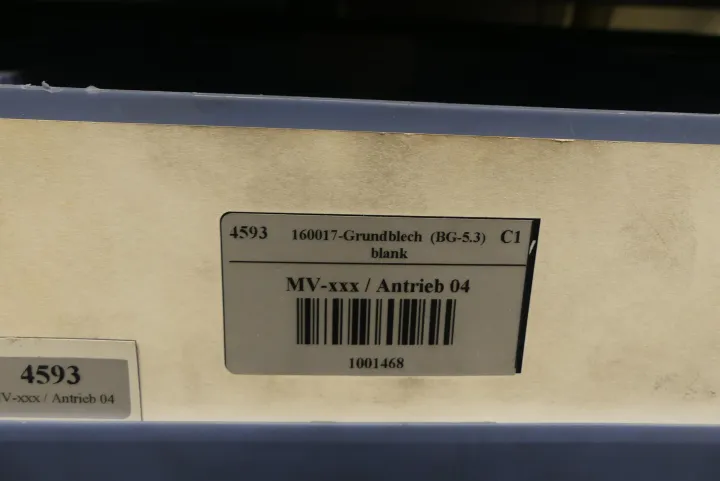 4593 160017-Grundblech (BG-5.3) C1
blank
MV-xxx / Antrieb 04
1001468
4593
V-xxx / Antrieb 04